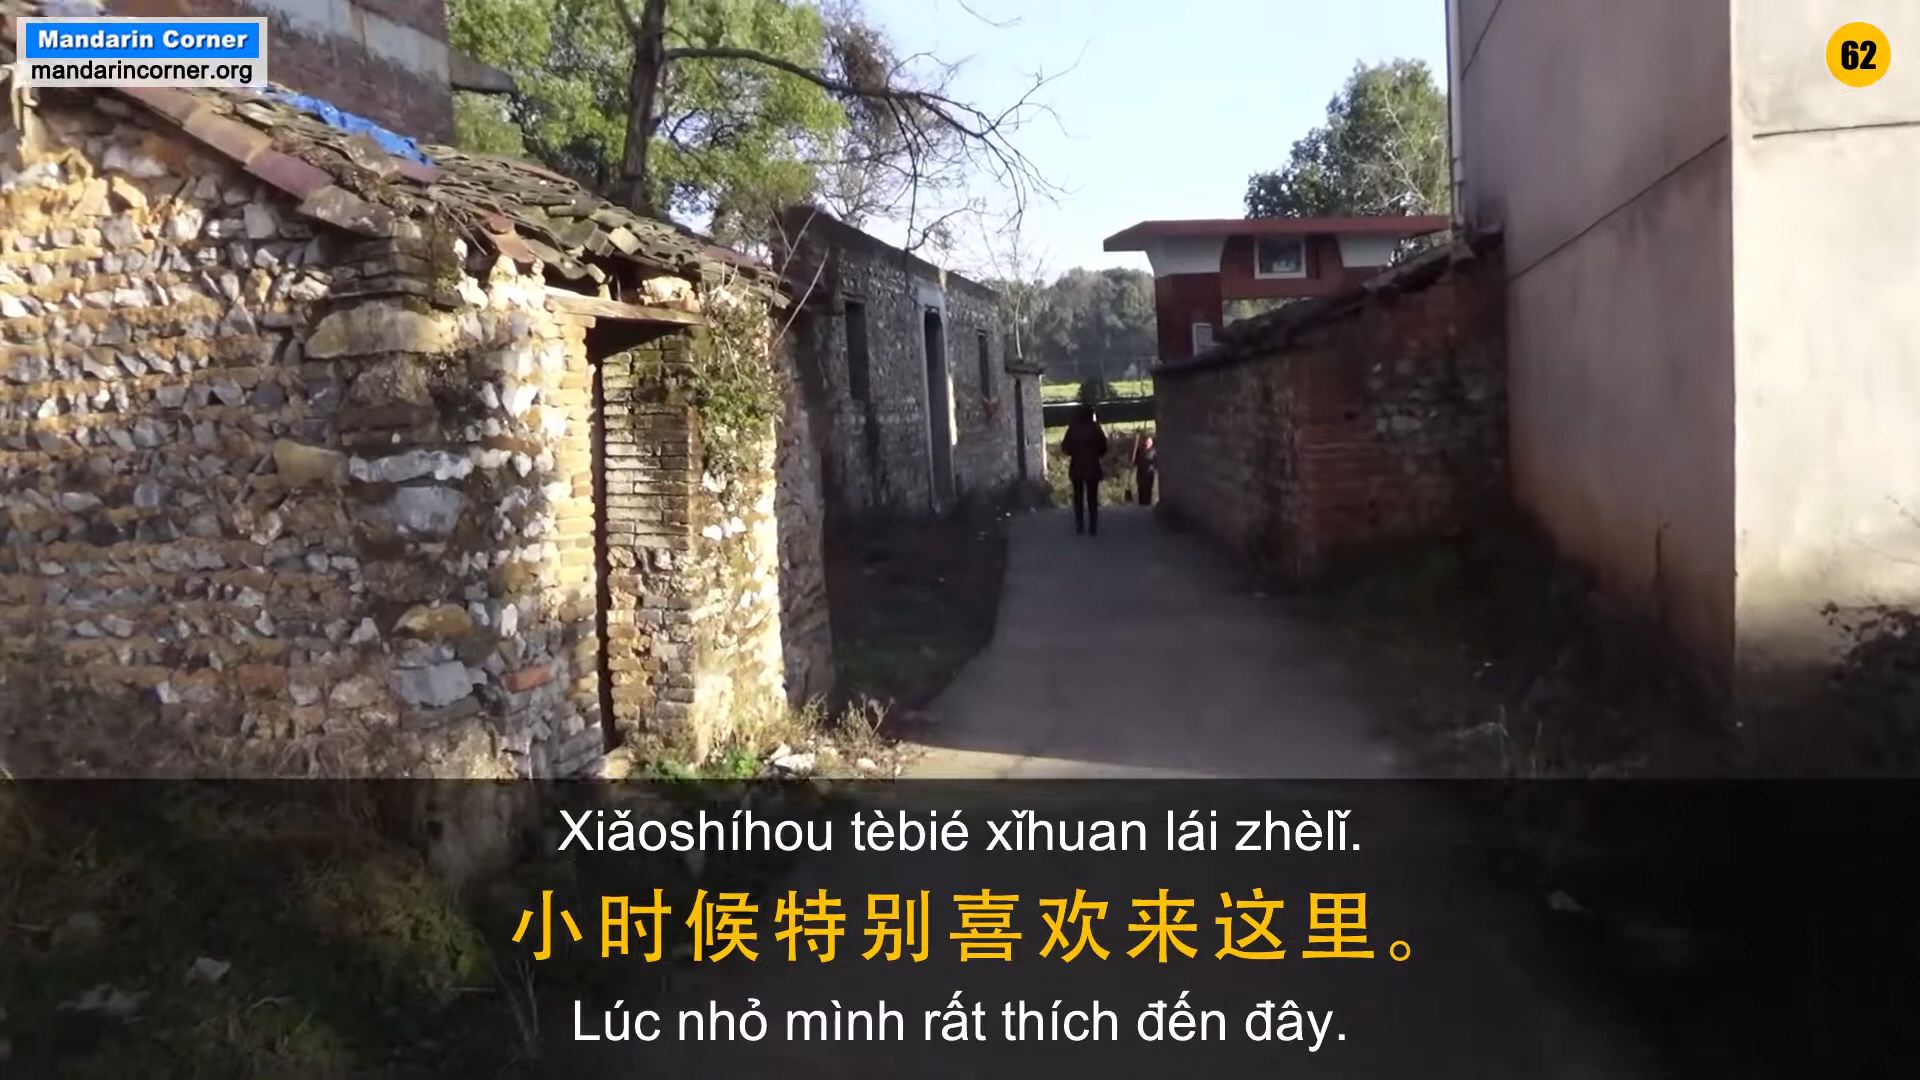 Mandarin Corner
mandarincorner.org
62
Xiǎoshíhou tèbié xǐhuan lái zhèlǐ.
小时候特别喜欢来这里。
Lúc nhỏ mình rất thích đến đây.